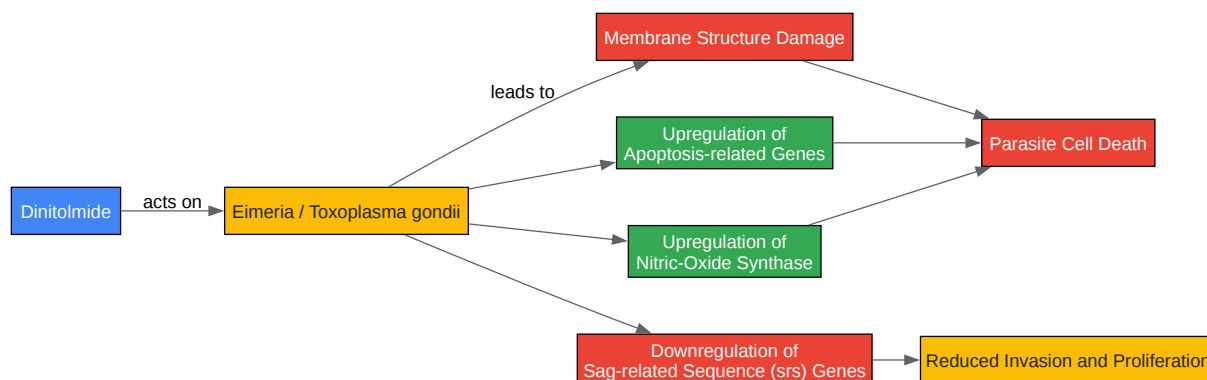 Membrane Structure Damage
leads to
Upregulation of
Apoptosis-related Genes
Parasite Cell Death
Dinitolmide
acts on
Eimeria / Toxoplasma gondii
Upregulation of
Nitric-Oxide Synthase
Downregulation of
Sag-related Sequence (srs) Genes
Reduced Invasion and Proliferation